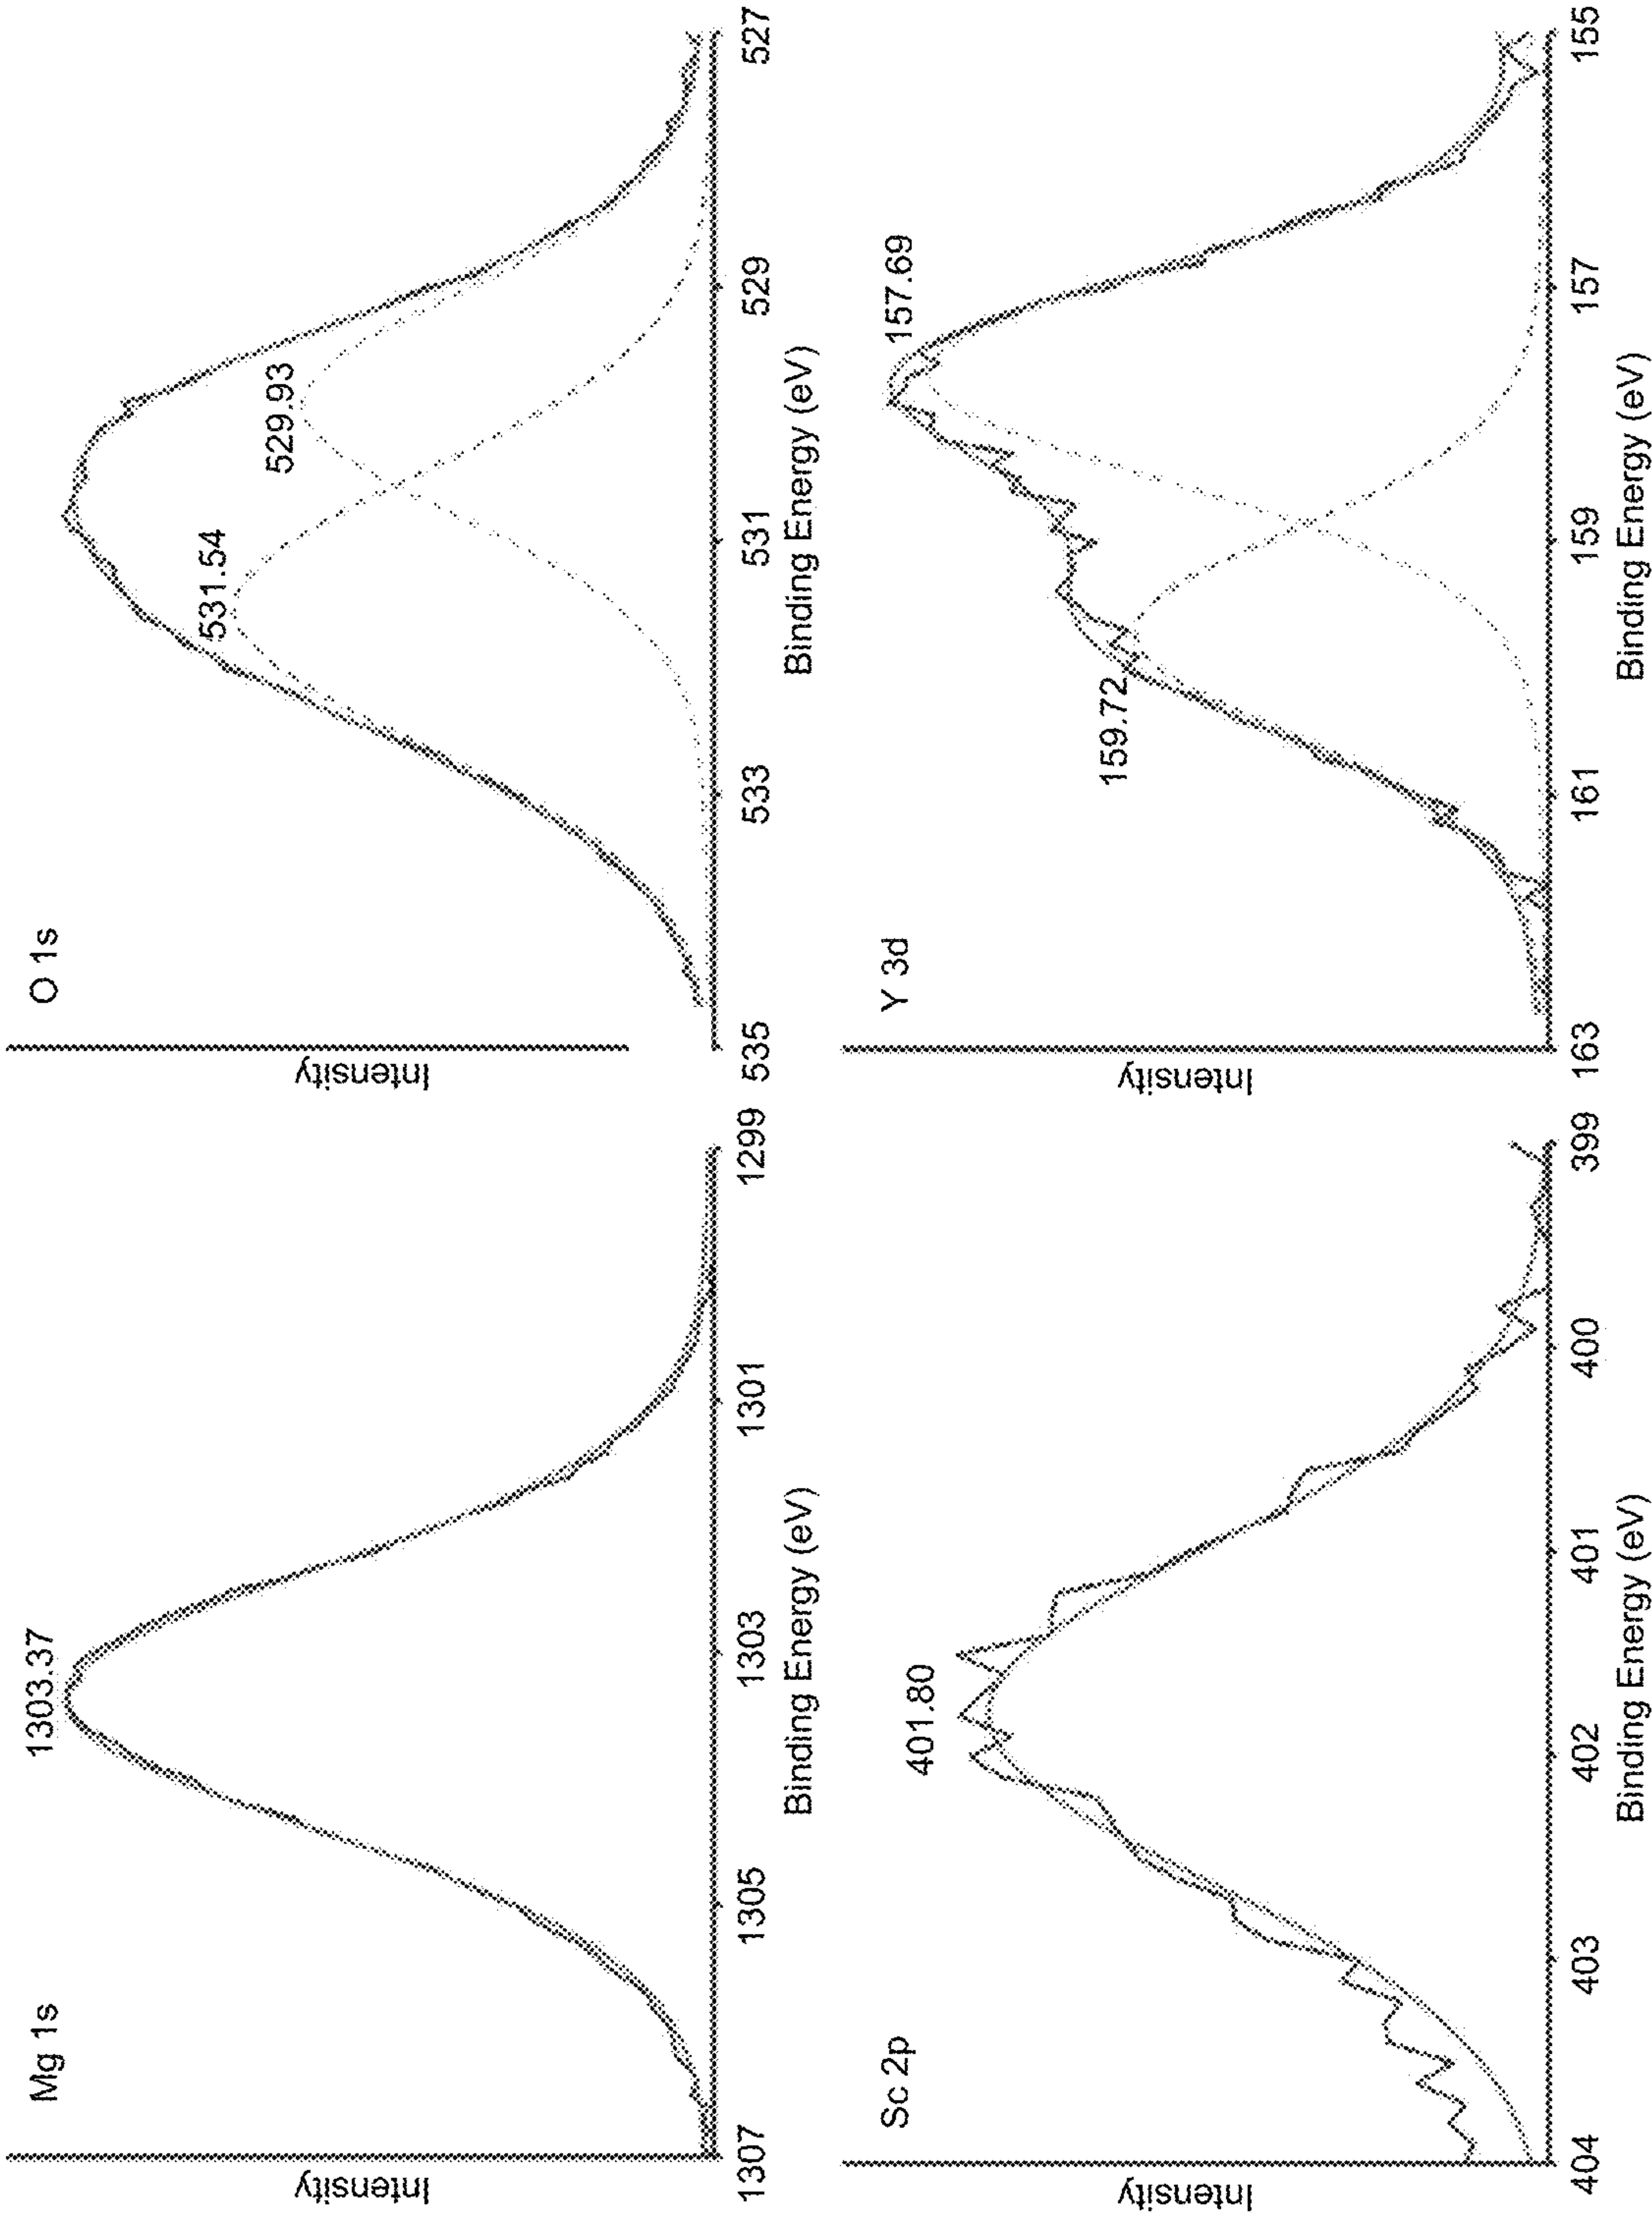 Mg 1s
1303.37
Intensity
1307
1305
1303
1301
1299
Binding Energy (eV)
O 1s
531.54
529.93
Intensity
535
533
531
529
527
Binding Energy (eV)
Sc 2p
401.80
Intensity
404
403
402
401
400
399
Binding Energy (eV)
Y 3d
159.72
157.69
Intensity
163
161
159
157
155
Binding Energy (eV)